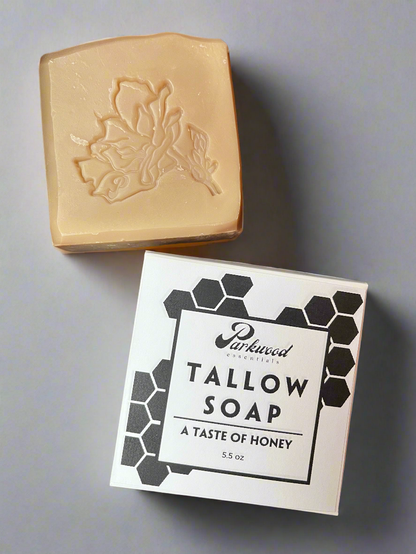 Parkwood
essentials
TALLOW
SOAP
A TASTE OF HONEY
5.5 oz